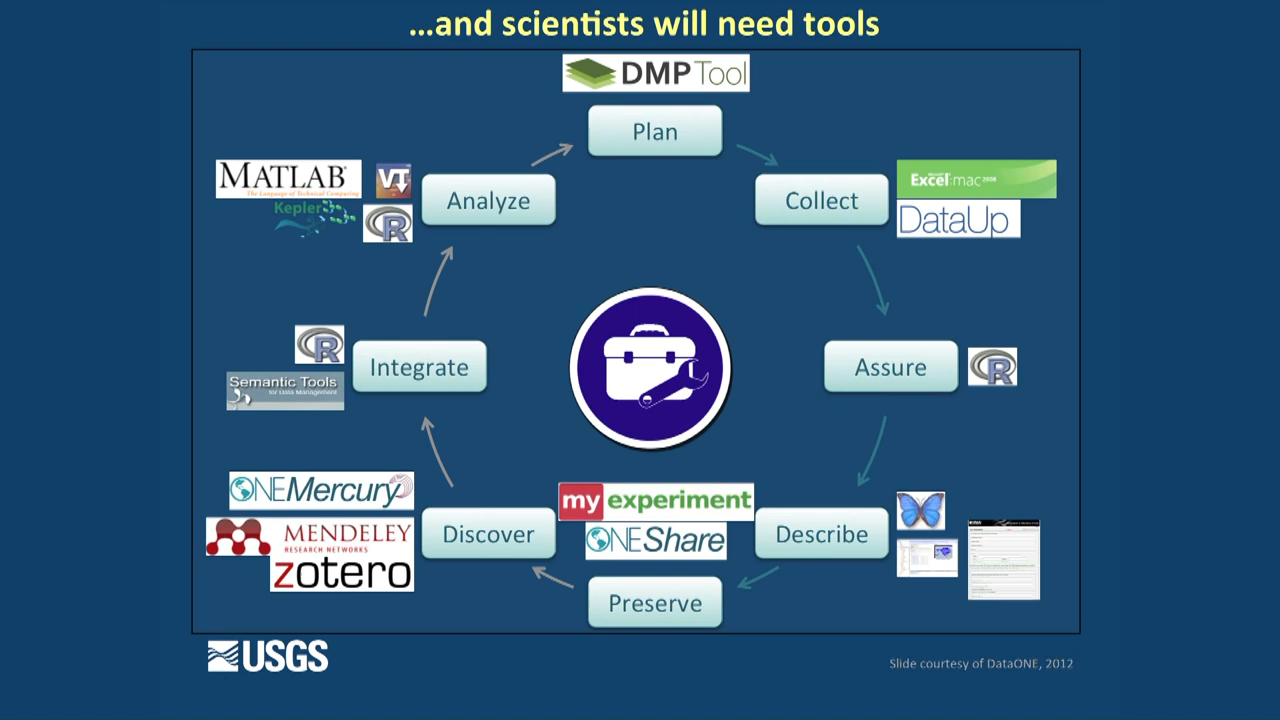 ...and scientists will need tools
DMPTool
Plan
MATLAB®
The Language of Technical Computing
VT
Kepler
R
Analyze
Collect
Excel:mac 2008
DataUp
R
Integrate
Semantic Tools
for Data Management
Assure
R
ONEMercury
MENDELEY
RESEARCH NETWORKS
zotero
Discover
my experiment
ONEShare
Describe
Preserve
USGS
Slide courtesy of DataONE, 2012